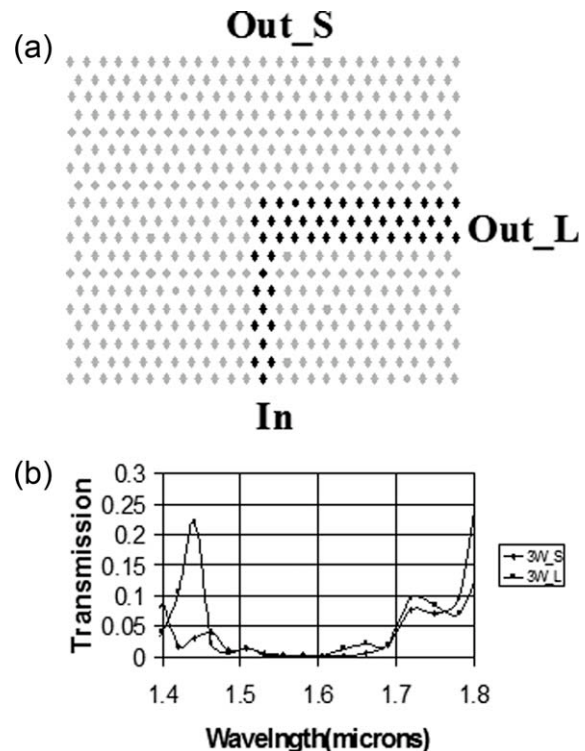 (a)
Out_S
Out_L
In
(b)
Transmission
0.3
0.25
0.2
0.15
0.1
0.05
0
1.4 1.5 1.6 1.7 1.8
Wavelngth(microns)
3W_S
3W_L